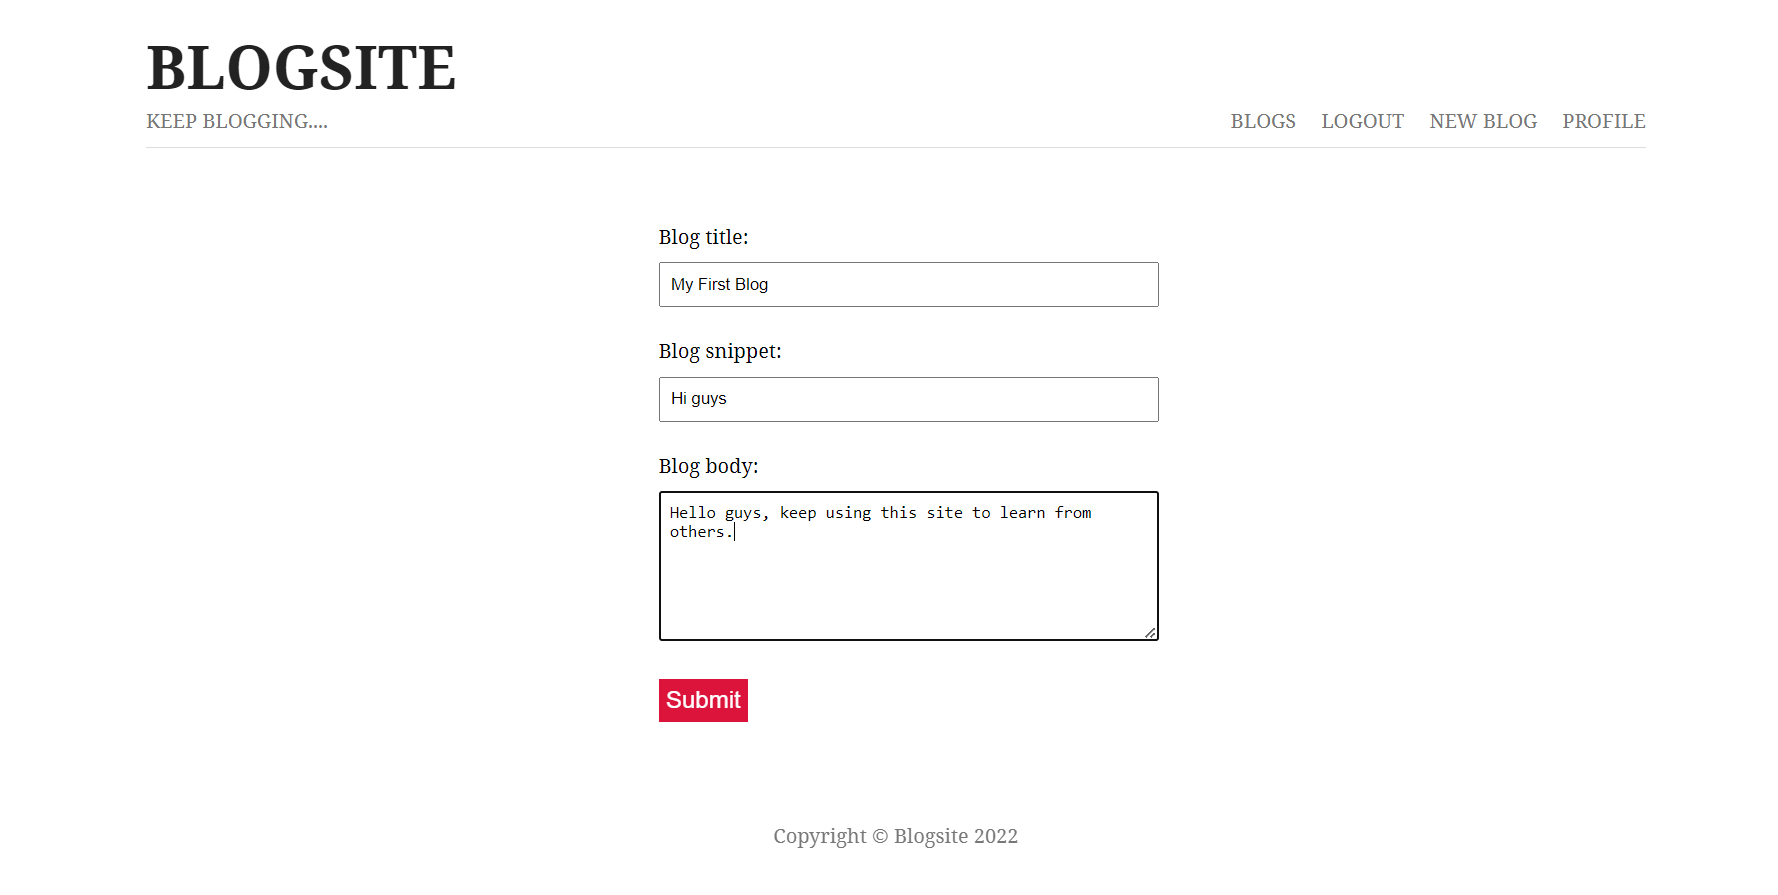 BLOGSITE
KEEP BLOGGING....
BLOGS LOGOUT NEW BLOG PROFILE
Blog title:
My First Blog
Blog snippet:
Hi guys
Blog body:
Hello guys, keep using this site to learn from
others.
Submit
Copyright © Blogsite 2022